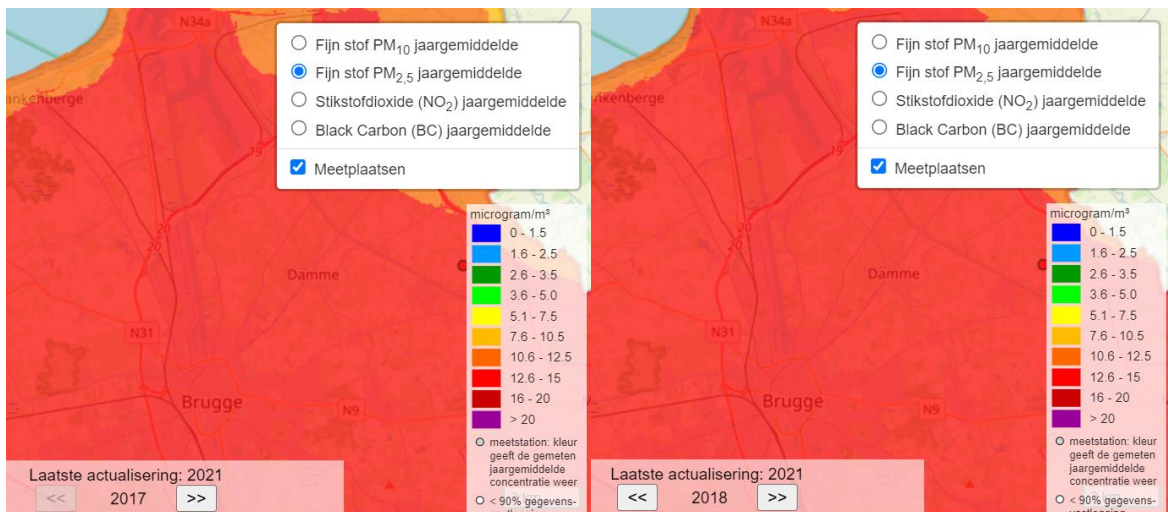 N34a
Fijn stof PM10 jaargemiddelde
Fijn stof PM2,5 jaargemiddelde
Stikstofdioxide (NO2) jaargemiddelde
Black Carbon (BC) jaargemiddelde
Meetplaatsen
ankenberge
19
20
20
Damme
N31
Brugge
N9
microgram/m³
0 - 1.5
1.6 - 2.5
2.6 - 3.5
3.6 - 5.0
5.1 - 7.5
7.6 - 10.5
10.6 - 12.5
12.6 - 15
16 - 20
> 20
meetstation: kleur
geeft de gemeten
jaargemiddelde
concentratie weer
< 90% gegevens-
Laatste actualisering: 2021
<< 2017 >>
N34a
Fijn stof PM10 jaargemiddelde
Fijn stof PM2,5 jaargemiddelde
Stikstofdioxide (NO2) jaargemiddelde
Black Carbon (BC) jaargemiddelde
Meetplaatsen
nkenberge
19
20
20
Damme
N31
Brugge
N9
microgram/m³
0 - 1.5
1.6 - 2.5
2.6 - 3.5
3.6 - 5.0
5.1 - 7.5
7.6 - 10.5
10.6 - 12.5
12.6 - 15
16 - 20
> 20
meetstation: kleur
geeft de gemeten
jaargemiddelde
concentratie weer
< 90% gegevens-
Laatste actualisering: 2021
<< 2018 >>